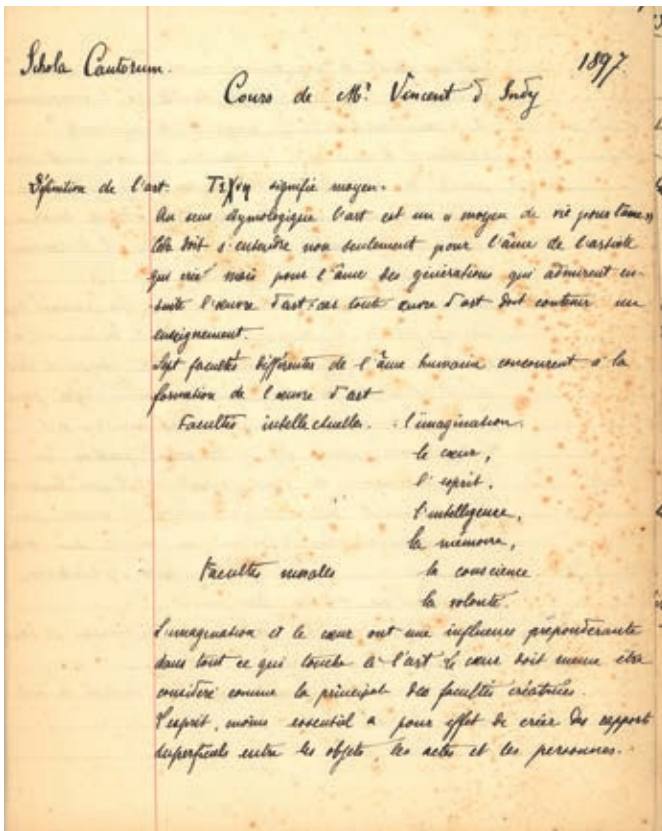 Schola Cantorum.
1897
Cours de Mr. Vincent d'Indy
Définition de l'art. Τέχνη signifie moyen.
Au sens étymologique l'art est un « moyen de vie pour l'âme »
Cela doit s'entendre non seulement pour l'âme de l'artiste
qui crée mais pour l'âme des générations qui admirent en-
suite l'œuvre d'art: car tout œuvre d'art doit contenir un
enseignement.
Sept facultés différentes de l'âme humaine concourent à la
formation de l'œuvre d'art
Facultés intellectuelles. l'imagination.
le cœur,
l'esprit,
l'intelligence,
la mémoire,
Facultés morales la conscience
la volonté.
L'imagination et le cœur ont une influence prépondérante
dans tout ce qui touche à l'art le cœur doit meme être
considéré comme la principale des facultés créatrices.
L'esprit, moins essentiel a pour effet de créer des rapport
superficiels entre les objets, les actes et les personnes.